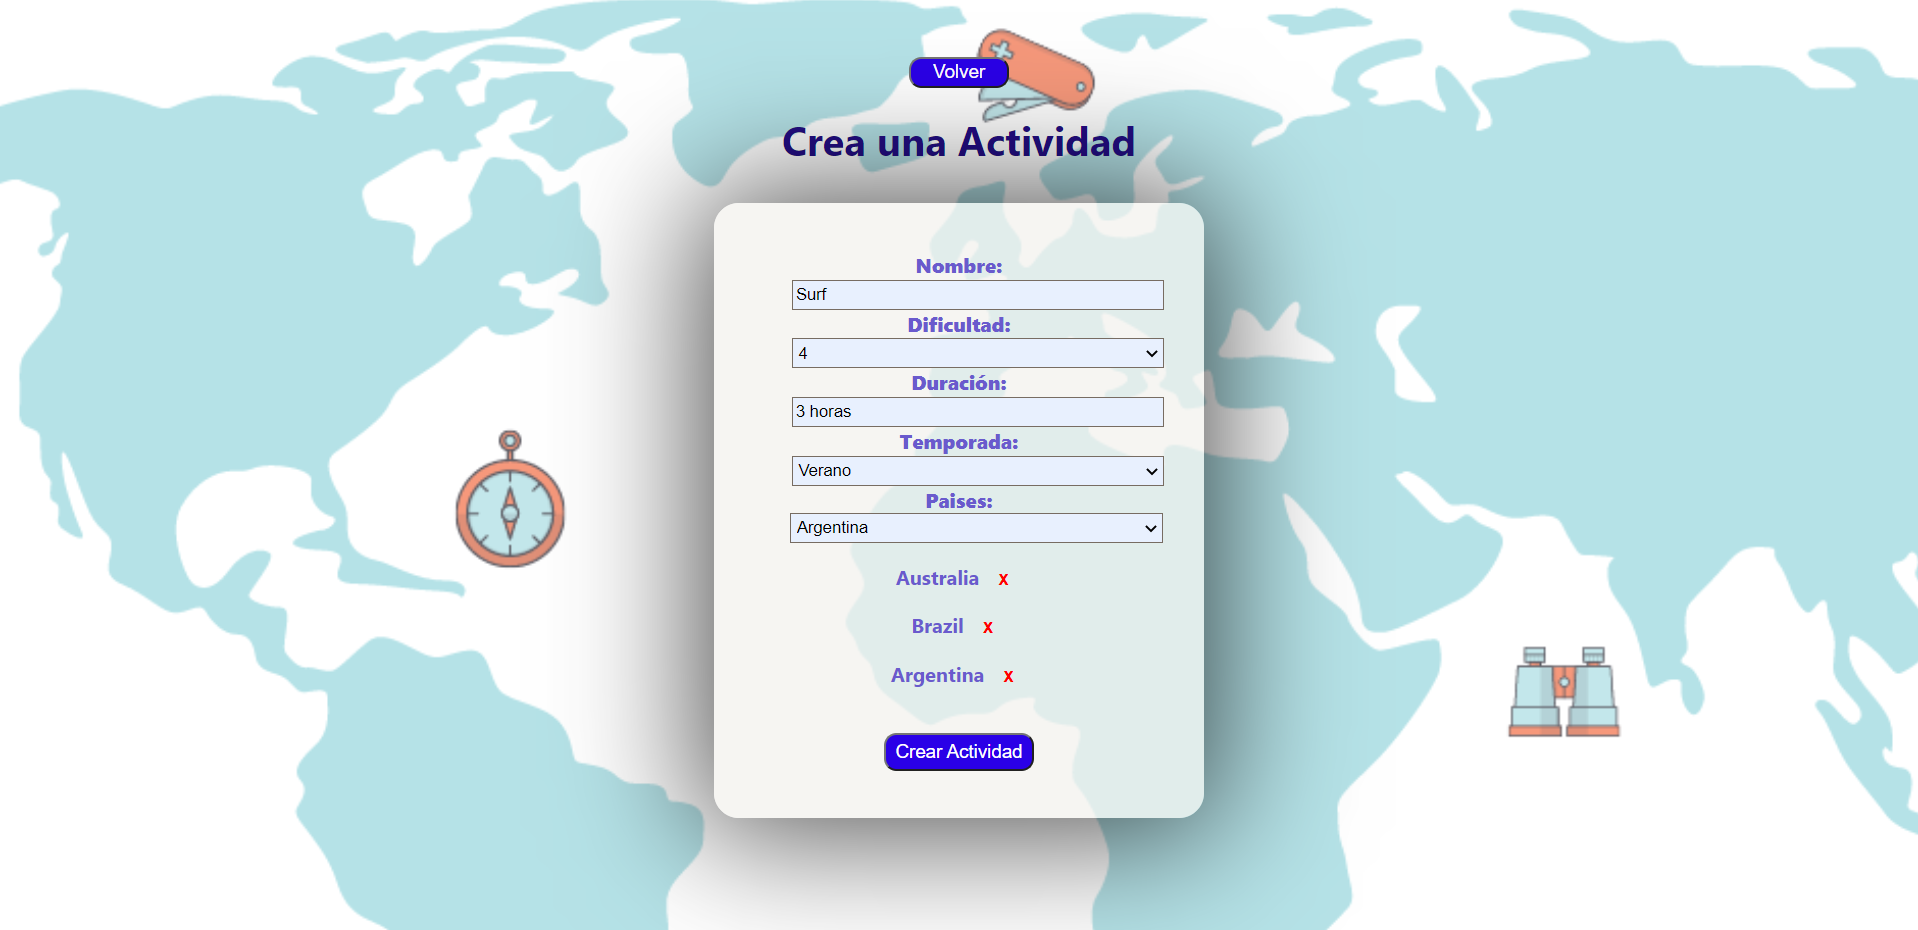 Volver
Crea una Actividad
Nombre:
Surf
Dificultad:
4
Duración:
3 horas
Temporada:
Verano
Paises:
Argentina
Australia x
Brazil x
Argentina x
Crear Actividad